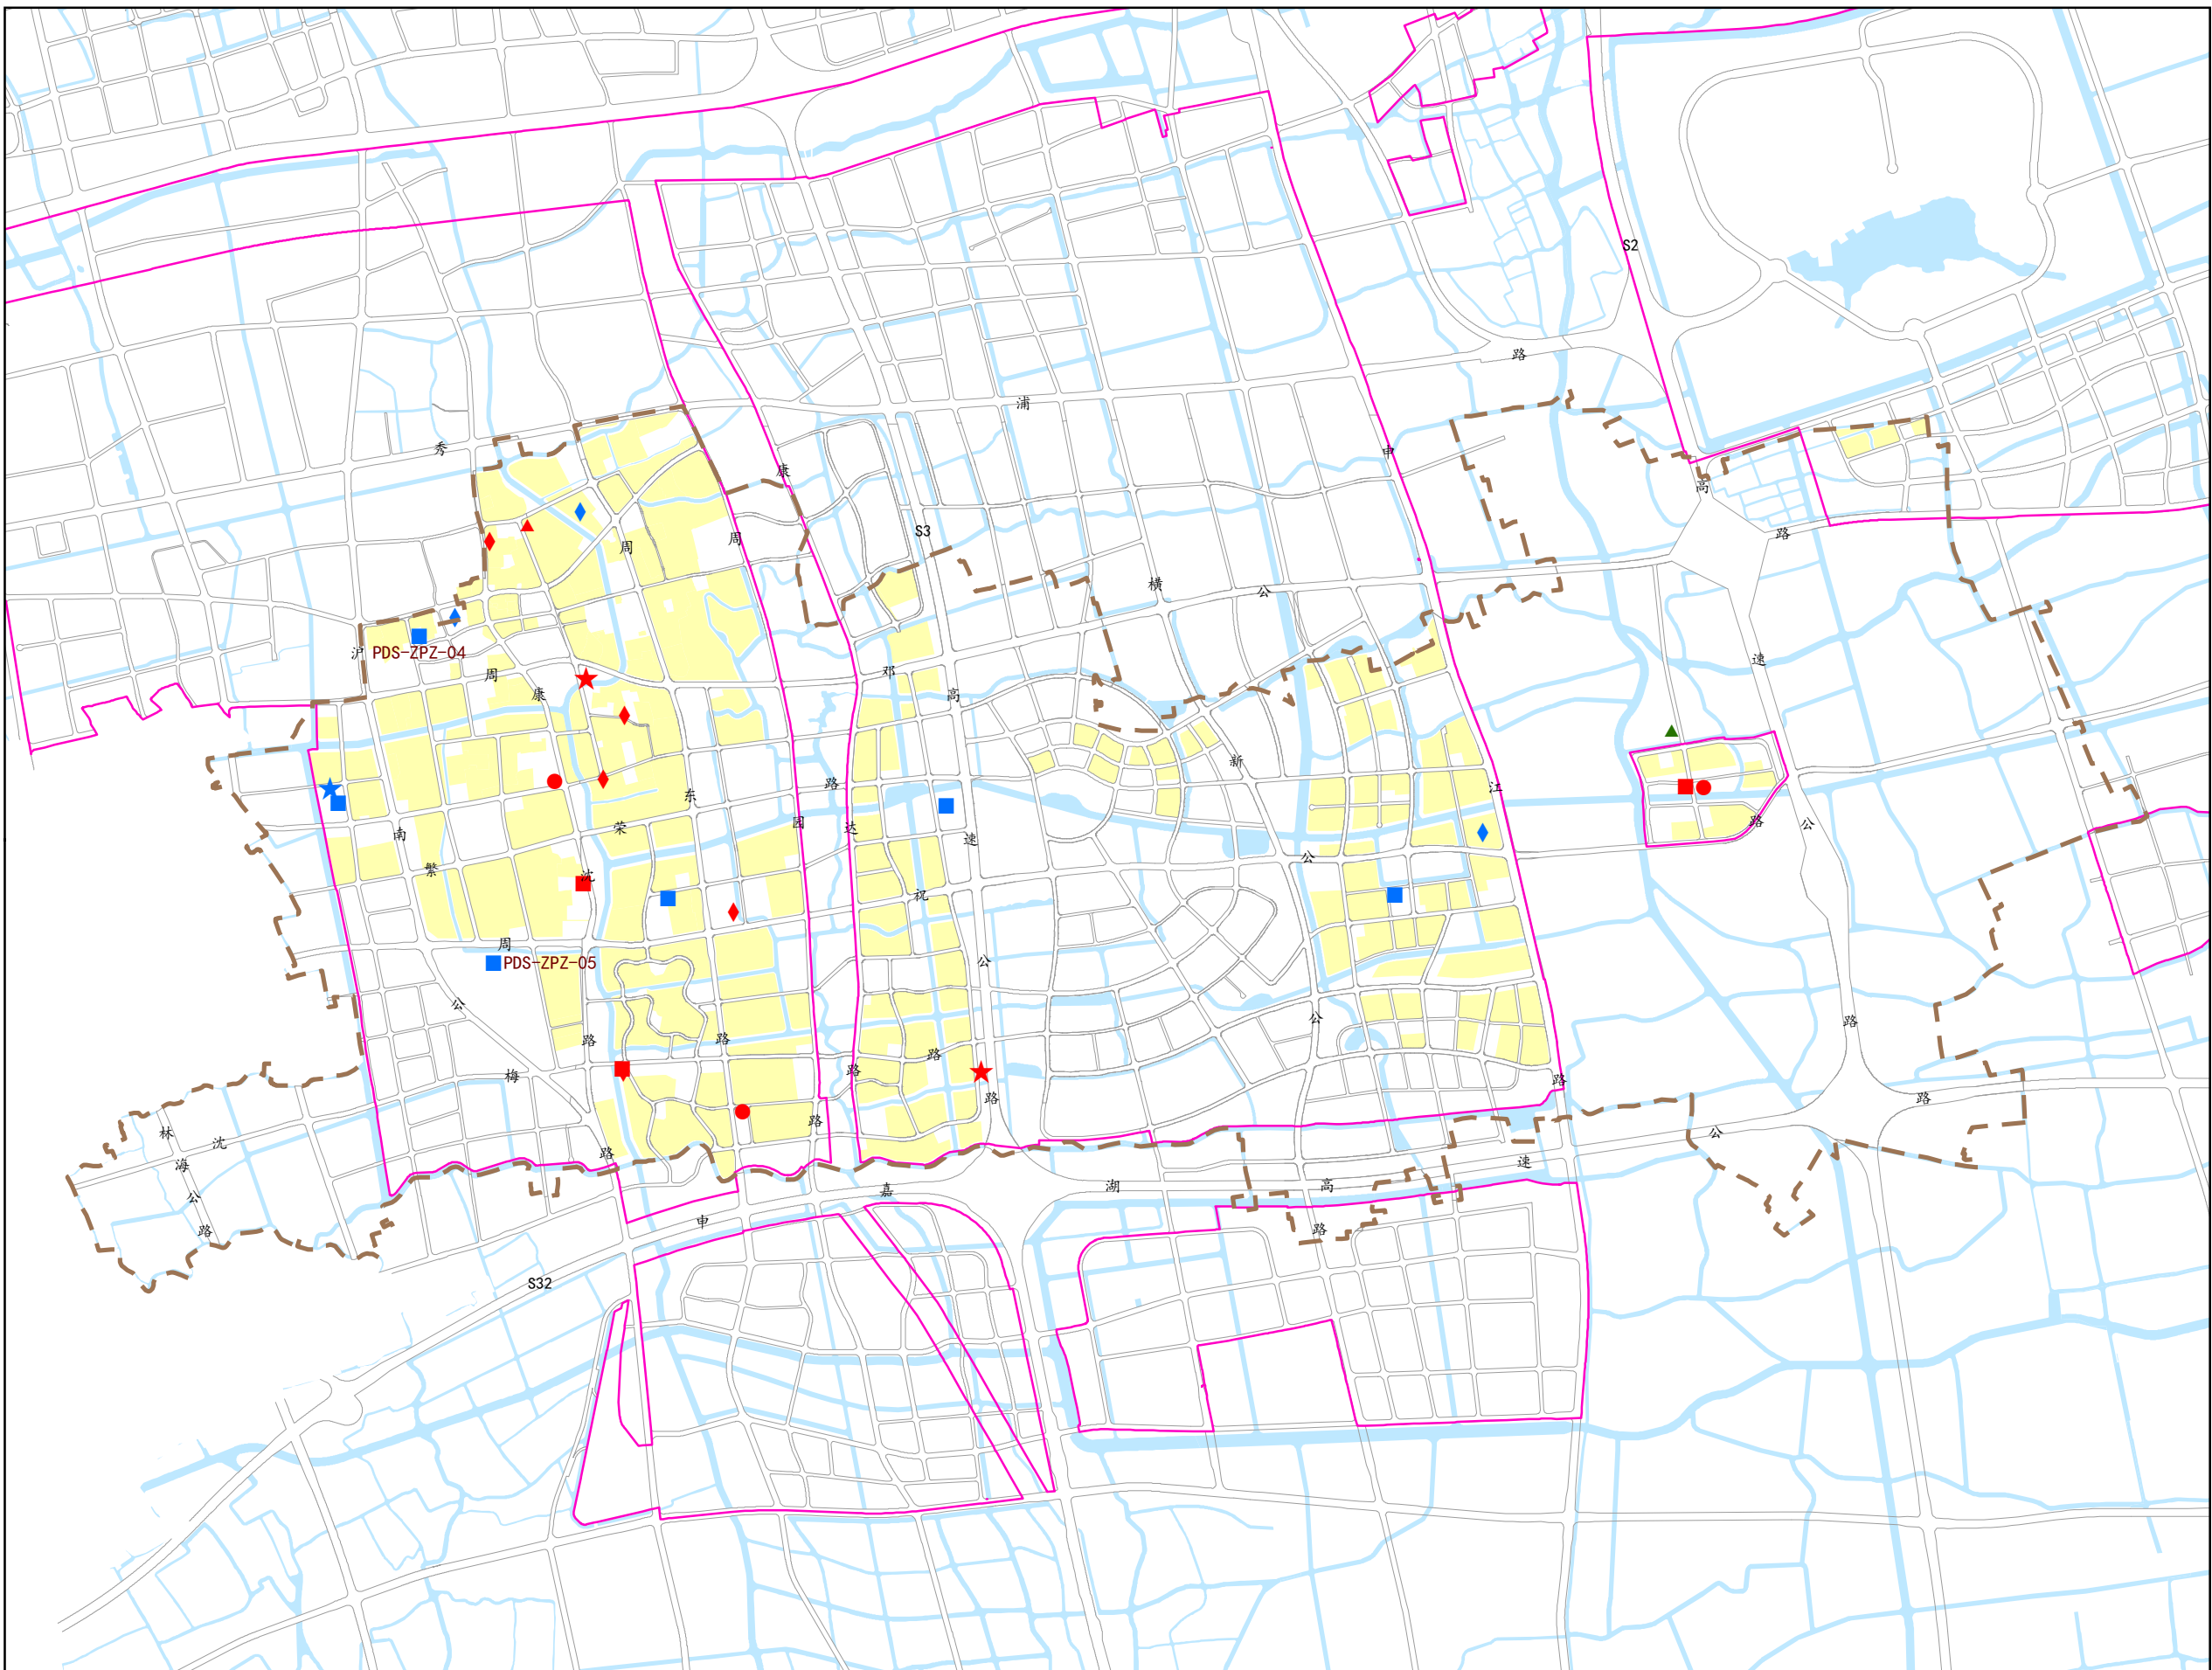 S2
路
浦
秀
申
康
高
S3
路
周
周
横
公
沪
PDS-ZPZ-04
速
邓
周
康
高
新
路
江
东
园
达
荣
路
公
南
速
公
繁
沈
祝
周
公
PDS-ZPZ-05
公
公
路
路
路
路
路
梅
路
路
路
路
林
沈
公
海
路
速
公
嘉
湖
高
路
路
申
S32